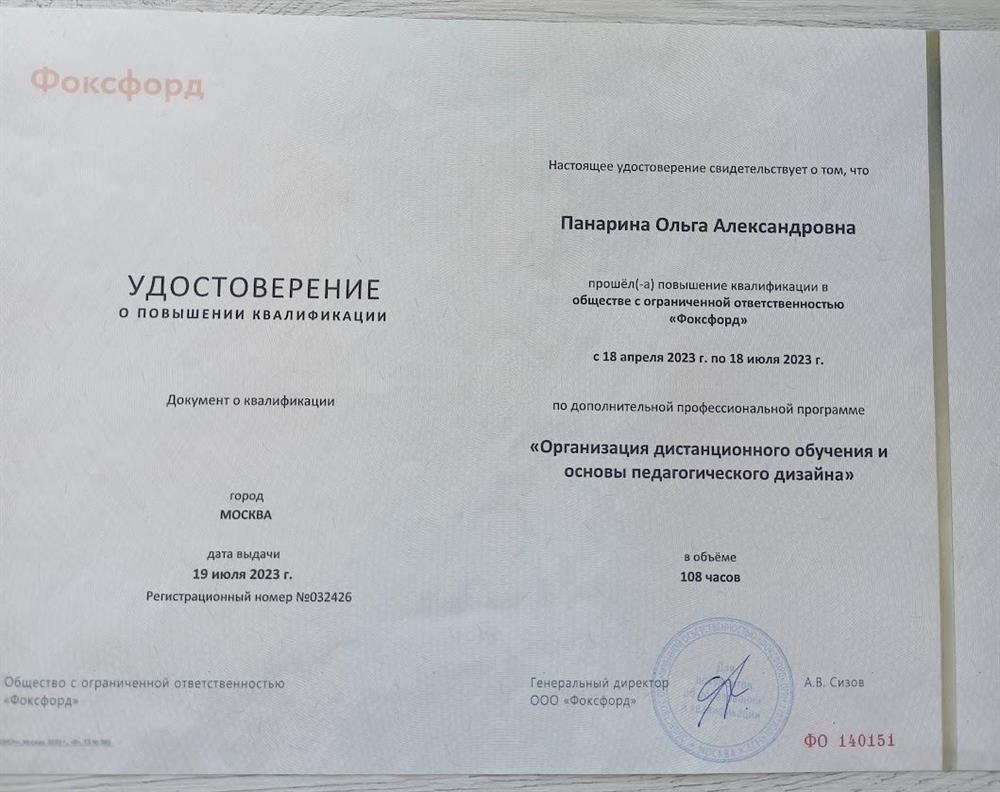 Фоксфорд
УДОСТОВЕРЕНИЕ
О ПОВЫШЕНИИ КВАЛИФИКАЦИИ
Документ о квалификации
город
МОСКВА
дата выдачи
19 июля 2023 г.
Регистрационный номер №032426
Общество с ограниченной ответственностью
«Фоксфорд»
Настоящее удостоверение свидетельствует о том, что
Панарина Ольга Александровна
прошёл(-а) повышение квалификации в
обществе с ограниченной ответственностью
«Фоксфорд»
с 18 апреля 2023 г. по 18 июля 2023 г.
по дополнительной профессиональной программе
«Организация дистанционного обучения и
основы педагогического дизайна»
в объёме
108 часов
Генеральный директор
ООО «Фоксфорд»
Для
и квалификации
МОСКВА
А.В. Сизов
ФО 140151